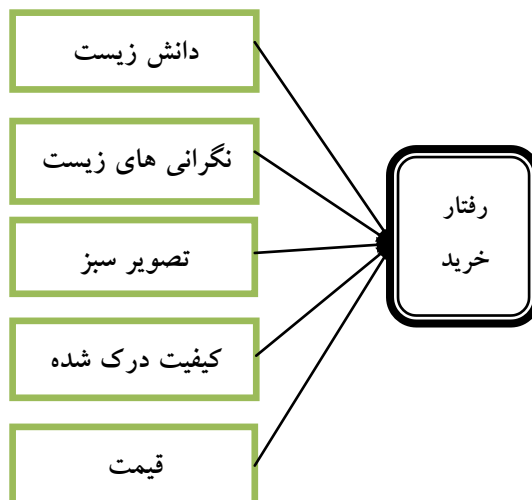 دانش زیست
نگرانی های زیست
تصویر سبز
کیفیت درک شده
قیمت
رفتار
خرید